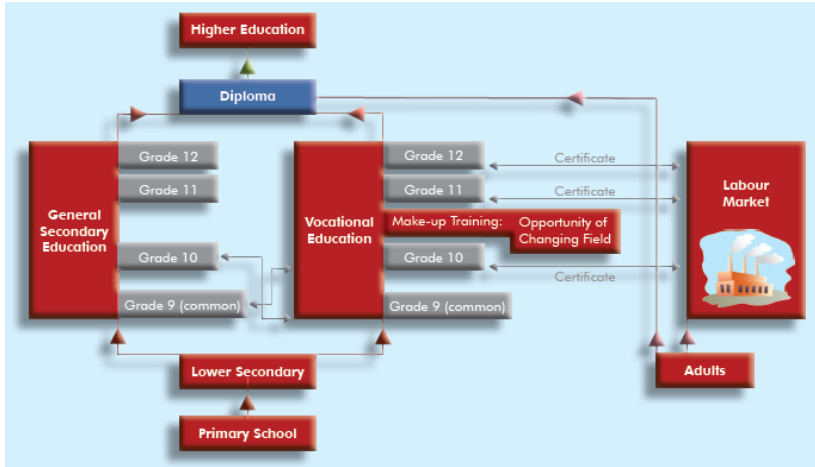 Higher Education
Diploma
Grade 12
Grade 11
General
Secondary
Education
Grade 10
Grade 9 (common)
Vocational
Education
Grade 12
Grade 11
Make-up Training:
Opportunity of
Changing Field
Grade 10
Grade 9 (common)
Certificate
Certificate
Certificate
Labour
Market
Lower Secondary
Adults
Primary School